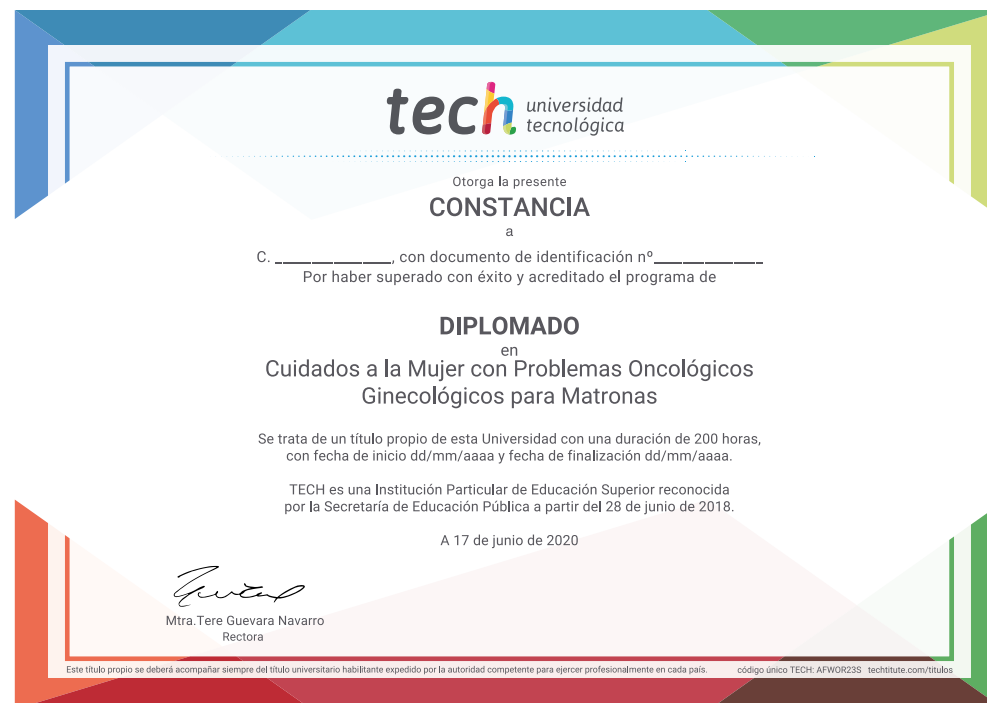 tech universidad
tecnológica
Otorga la presente
CONSTANCIA
a
C. ______________, con documento de identificación nº______________
Por haber superado con éxito y acreditado el programa de
DIPLOMADO
en
Cuidados a la Mujer con Problemas Oncológicos
Ginecológicos para Matronas
Se trata de un título propio de esta Universidad con una duración de 200 horas,
con fecha de inicio dd/mm/aaaa y fecha de finalización dd/mm/aaaa.
TECH es una Institución Particular de Educación Superior reconocida
por la Secretaría de Educación Pública a partir del 28 de junio de 2018.
A 17 de junio de 2020
Mtra.Tere Guevara Navarro
Rectora
Este título propio se deberá acompañar siempre del título universitario habilitante expedido por la autoridad competente para ejercer profesionalmente en cada país. código único TECH: AFWOR23S techtitute.com/titulos